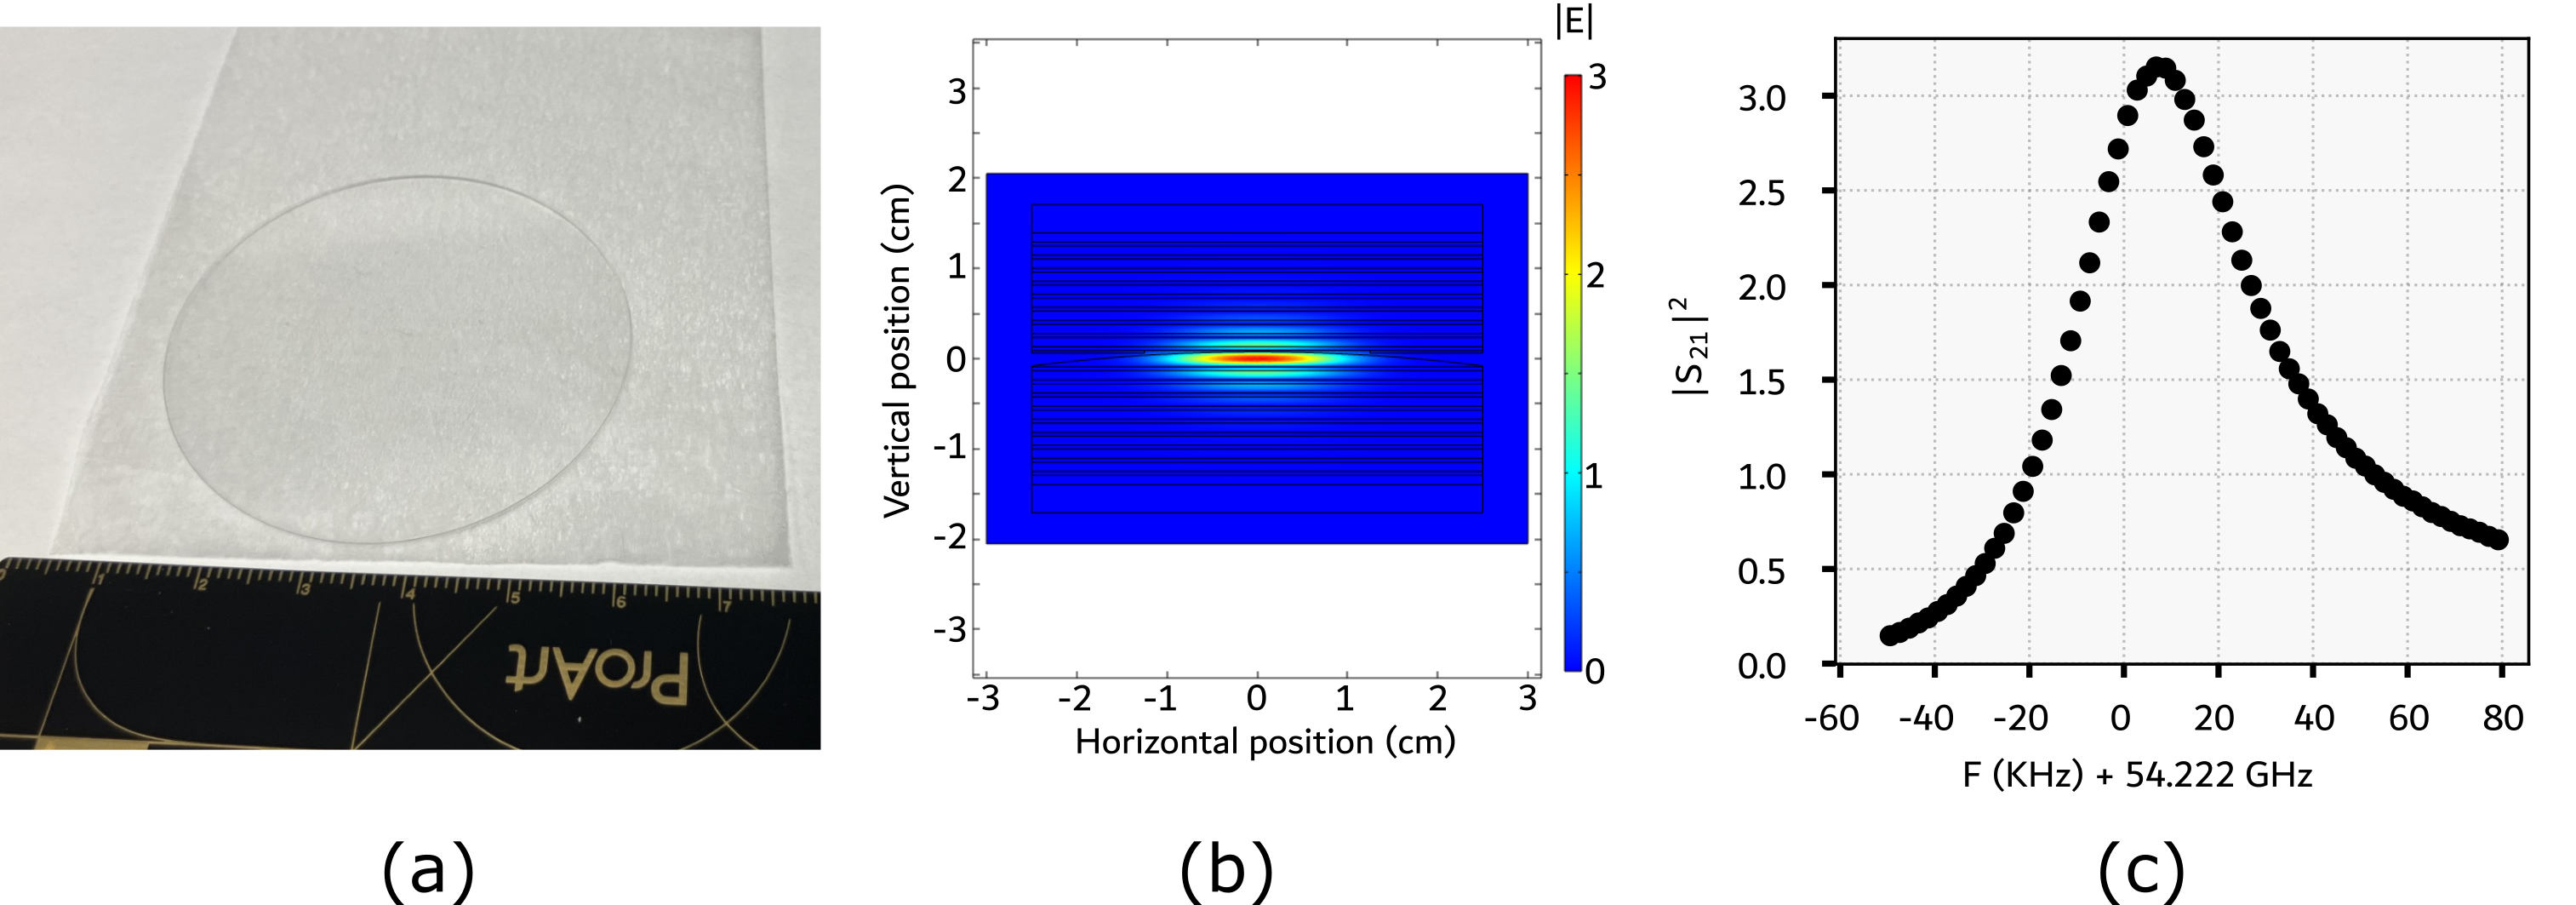 1 2 3 4 5 6 7
ProArt
|E|
3
2
1
0
Vertical position (cm)
3
2
1
0
-1
-2
-3
-3 -2 -1 0 1 2 3
Horizontal position (cm)
|S21|2
3.0
2.5
2.0
1.5
1.0
0.5
0.0
-60 -40 -20 0 20 40 60 80
F (KHz) + 54.222 GHz
(a) (b) (c)